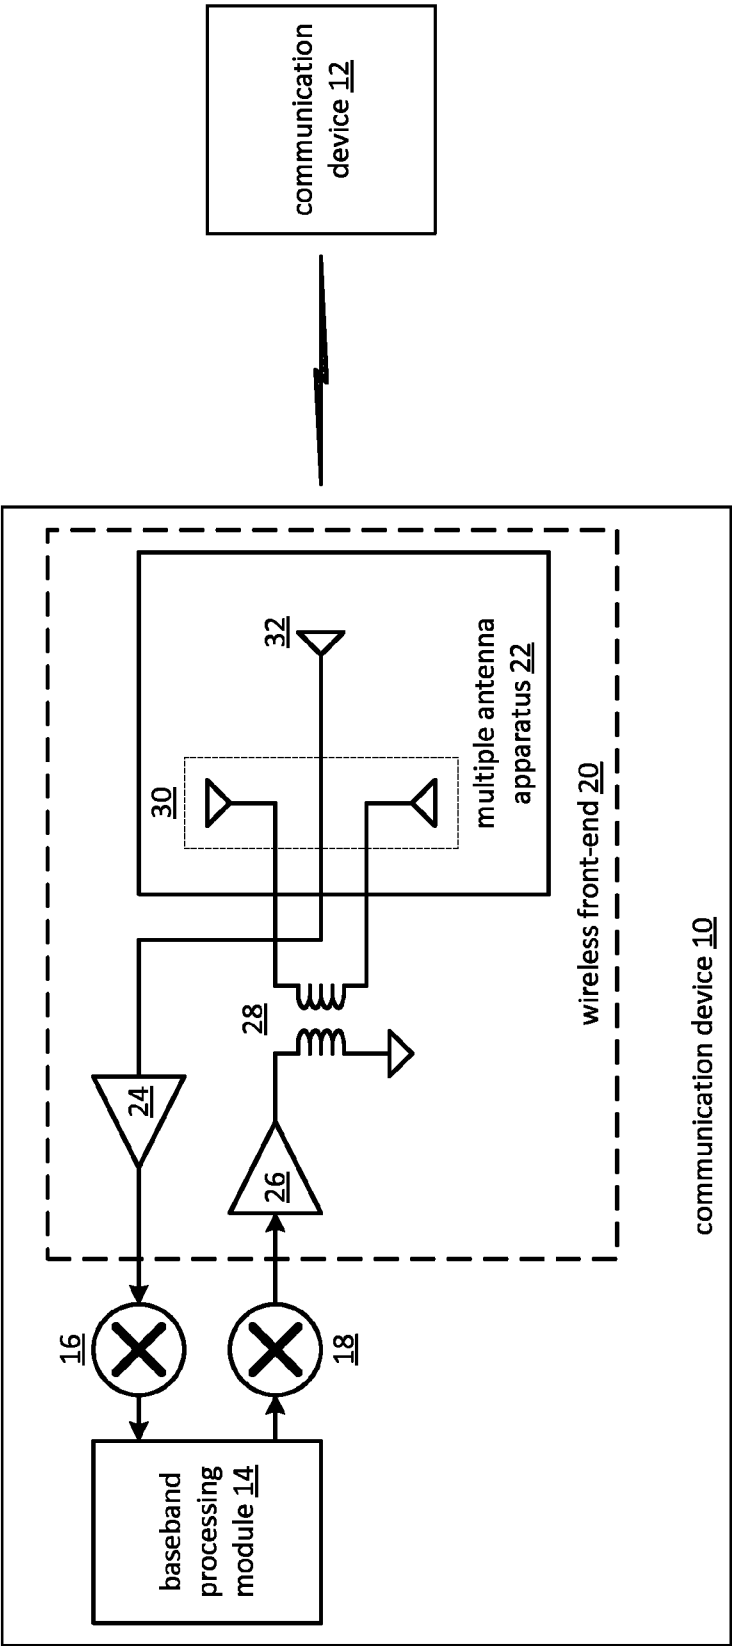 communication
device 12
32
30
multiple antenna
apparatus 22
wireless front-end 20
28
24
26
16
18
baseband
processing
module 14
communication device 10